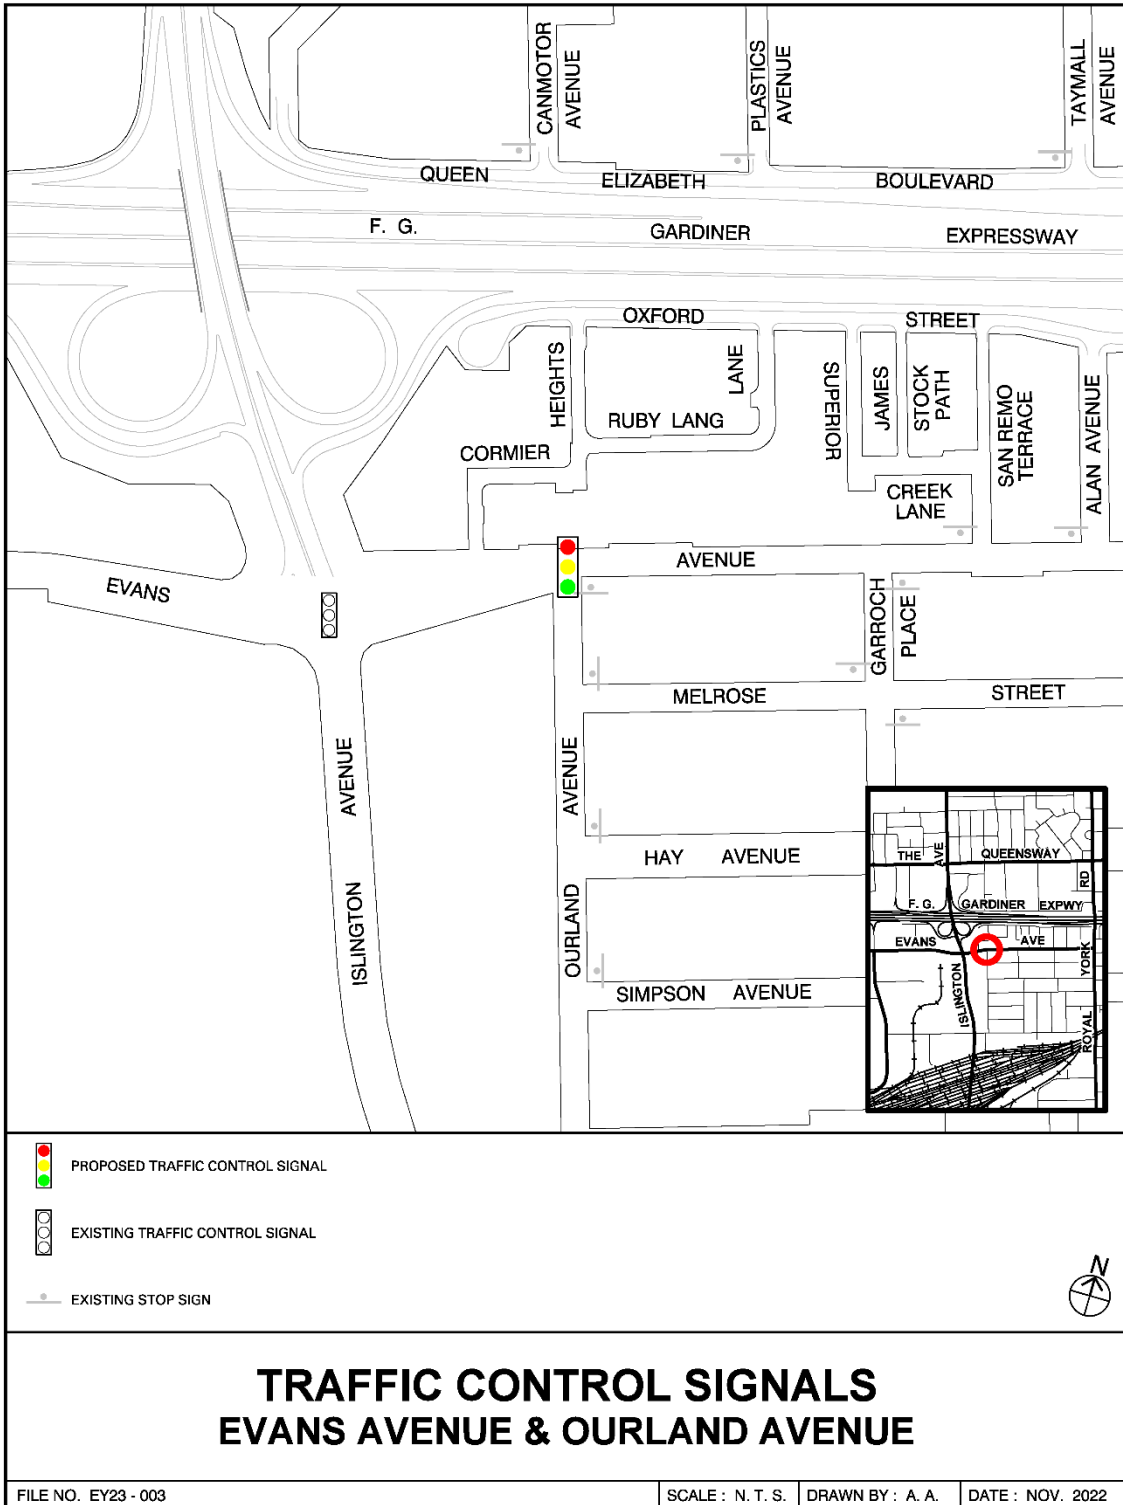 CANMOTOR
AVENUE
PLASTICS
AVENUE
TAYMALL
AVENUE
QUEEN ELIZABETH BOULEVARD
F. G. GARDINER EXPRESSWAY
OXFORD STREET
HEIGHTS
CORMIER
RUBY LANG
LANE
SUPERIOR
JAMES
STOCK
PATH
SAN REMO
TERRACE
ALAN AVENUE
CREEK
LANE
EVANS AVENUE
GARROCH
PLACE
MELROSE STREET
ISLINGTON AVENUE
OURLAND AVENUE
HAY AVENUE
SIMPSON AVENUE
THE QUEENSWAY
AVE
F. G. GARDINER EXPWY
RD
EVANS AVE
YORK
ISLINGTON
ROYAL
PROPOSED TRAFFIC CONTROL SIGNAL
EXISTING TRAFFIC CONTROL SIGNAL
EXISTING STOP SIGN
N
TRAFFIC CONTROL SIGNALS
EVANS AVENUE & OURLAND AVENUE
FILE NO. EY23 - 003 SCALE : N. T. S. DRAWN BY : A. A. DATE : NOV. 2022